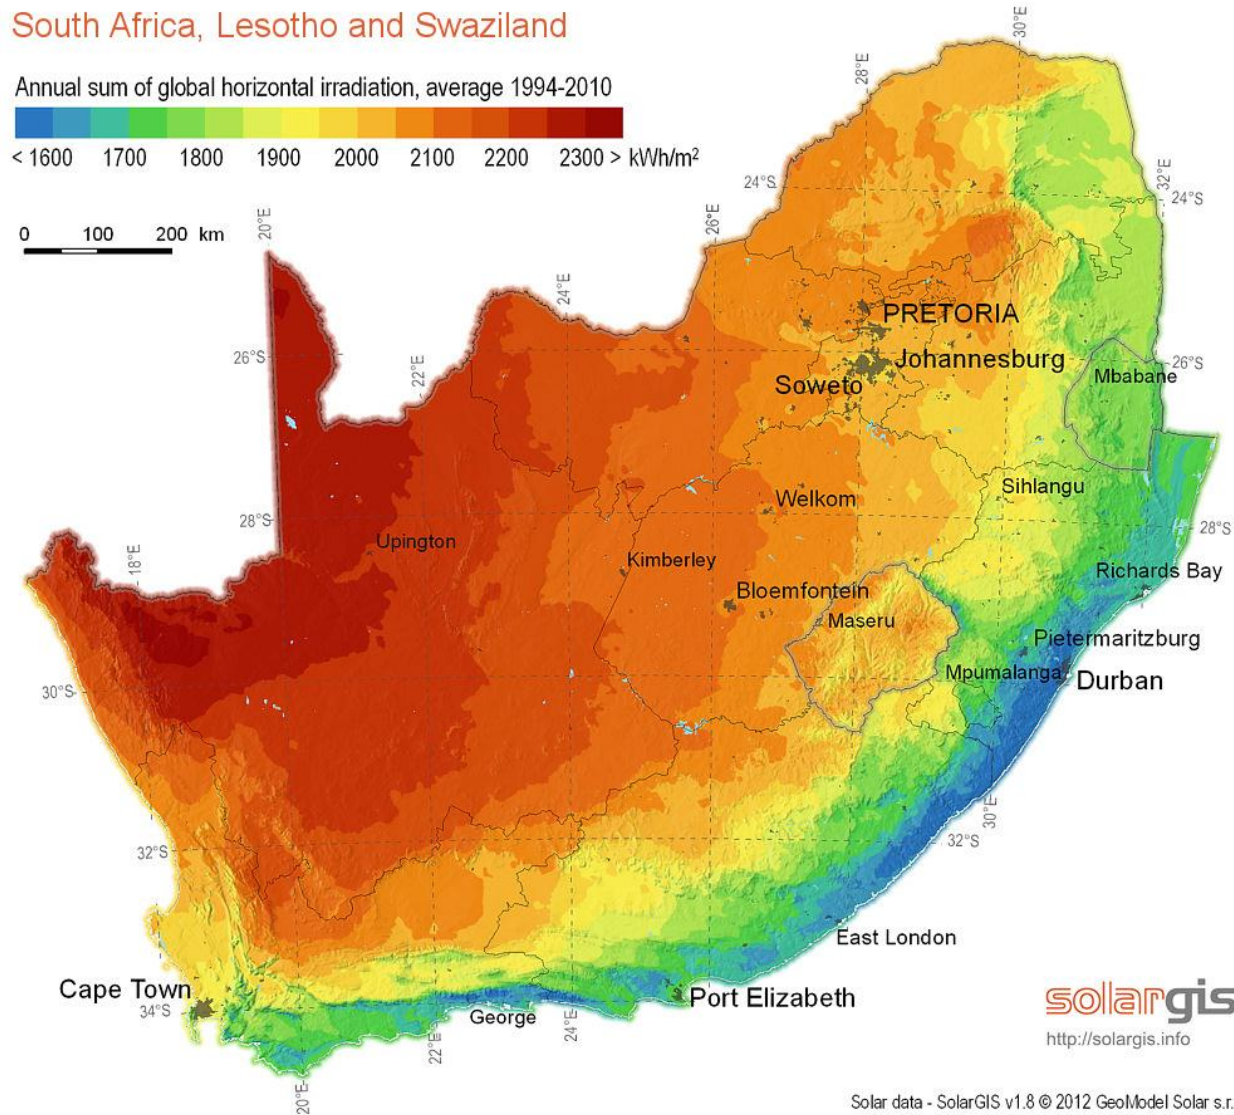 South Africa, Lesotho and Swaziland
Annual sum of global horizontal irradiation, average 1994-2010
< 1600 1700 1800 1900 2000 2100 2200 2300 > kWh/m²
0 100 200 km
30°E
28°E
32°E
24°S
24°S
20°E
26°E
24°E
PRETORIA
26°S
22°E
Johannesburg
26°S
Soweto
Mbabane
Welkom
Sihlangu
28°S
28°S
Upington
18°E
Kimberley
Richards Bay
Bloemfontein
Maseru
Pietermaritzburg
30°S
Mpumalanga
Durban
30°E
32°S
32°S
East London
Cape Town
34°S
Port Elizabeth
George
22°E
24°E
20°E
solargis
http://solargis.info
Solar data - SolarGIS v1.8 © 2012 GeoModel Solar s.r.